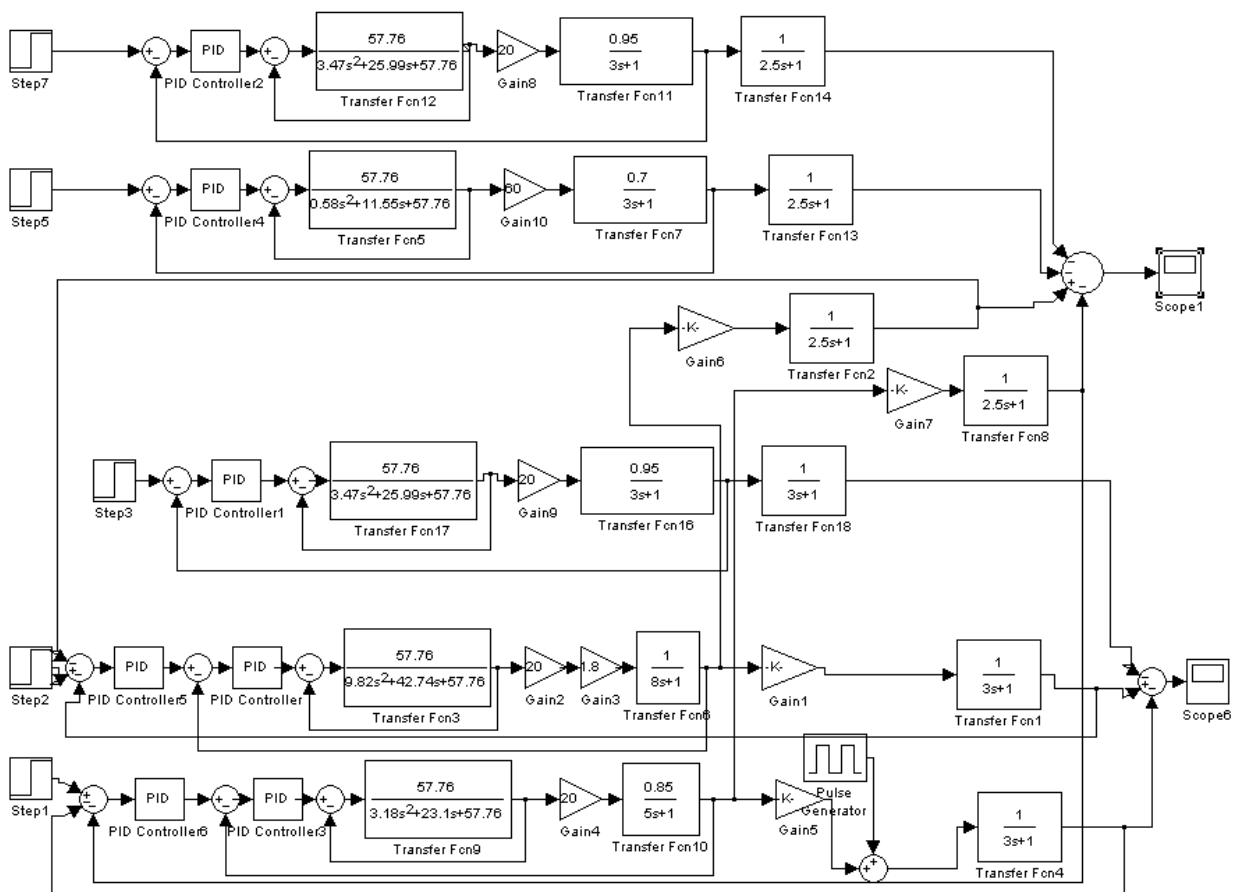 Step7
+
−
PID
PID Controller2
+
−
57.76
3.47s²+25.99s+57.76
Transfer Fcn12
20
Gain8
0.95
3s+1
Transfer Fcn11
1
2.5s+1
Transfer Fcn14
Step5
+
−
PID
PID Controller4
+
−
57.76
0.58s²+11.55s+57.76
Transfer Fcn5
60
Gain10
0.7
3s+1
Transfer Fcn7
1
2.5s+1
Transfer Fcn13
−
−
+
−
Scope1
-K-
Gain6
1
2.5s+1
Transfer Fcn2
-K-
Gain7
1
2.5s+1
Transfer Fcn8
Step3
+
−
PID
PID Controller1
+
−
57.76
3.47s²+25.99s+57.76
Transfer Fcn17
20
Gain9
0.95
3s+1
Transfer Fcn16
1
3s+1
Transfer Fcn18
Step2
PID
PID Controller5
+
−
PID
PID Controller
+
−
57.76
9.82s²+42.74s+57.76
Transfer Fcn3
20
Gain2
1.8
Gain3
1
8s+1
Transfer Fcn6
-K-
Gain1
1
3s+1
Transfer Fcn1
Scope6
Step1
PID
PID Controller6
+
−
PID
PID Controller3
+
−
57.76
3.18s²+23.1s+57.76
Transfer Fcn9
20
Gain4
0.85
5s+1
Transfer Fcn10
K-
Gain5
Pulse
Generator
+
+
1
3s+1
Transfer Fcn4